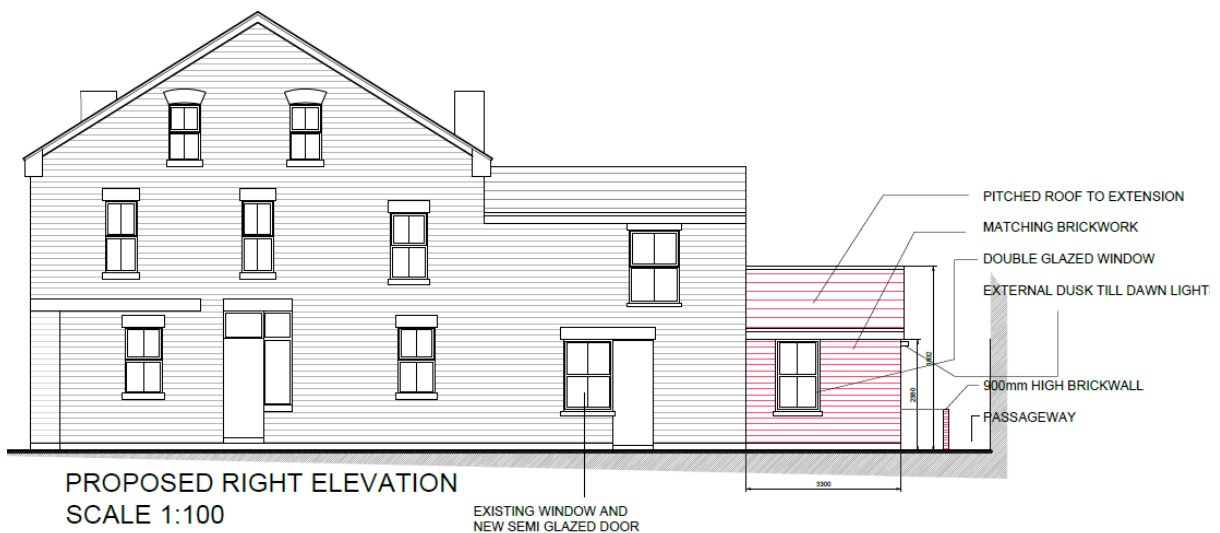 PITCHED ROOF TO EXTENSION
MATCHING BRICKWORK
DOUBLE GLAZED WINDOW
EXTERNAL DUSK TILL DAWN LIGHT
900mm HIGH BRICKWALL
PASSAGEWAY
2300
3300
PROPOSED RIGHT ELEVATION
SCALE 1:100
EXISTING WINDOW AND
NEW SEMI GLAZED DOOR